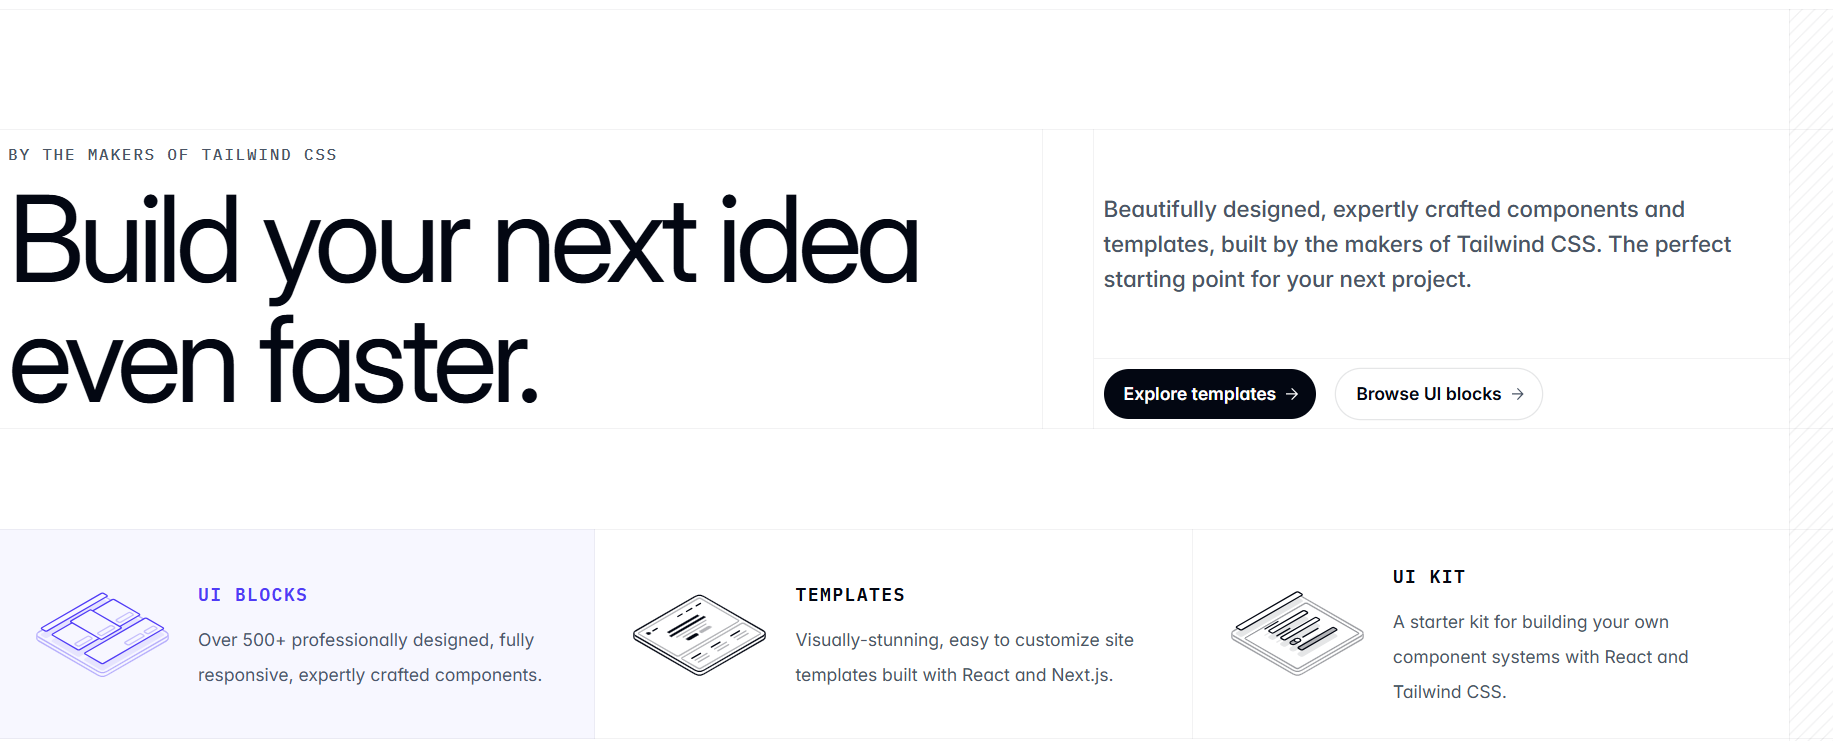 BY THE MAKERS OF TAILWIND CSS
Build your next idea
even faster.
Beautifully designed, expertly crafted components and
templates, built by the makers of Tailwind CSS. The perfect
starting point for your next project.
Explore templates →
Browse UI blocks →
UI BLOCKS
Over 500+ professionally designed, fully
responsive, expertly crafted components.
TEMPLATES
Visually-stunning, easy to customize site
templates built with React and Next.js.
UI KIT
A starter kit for building your own
component systems with React and
Tailwind CSS.